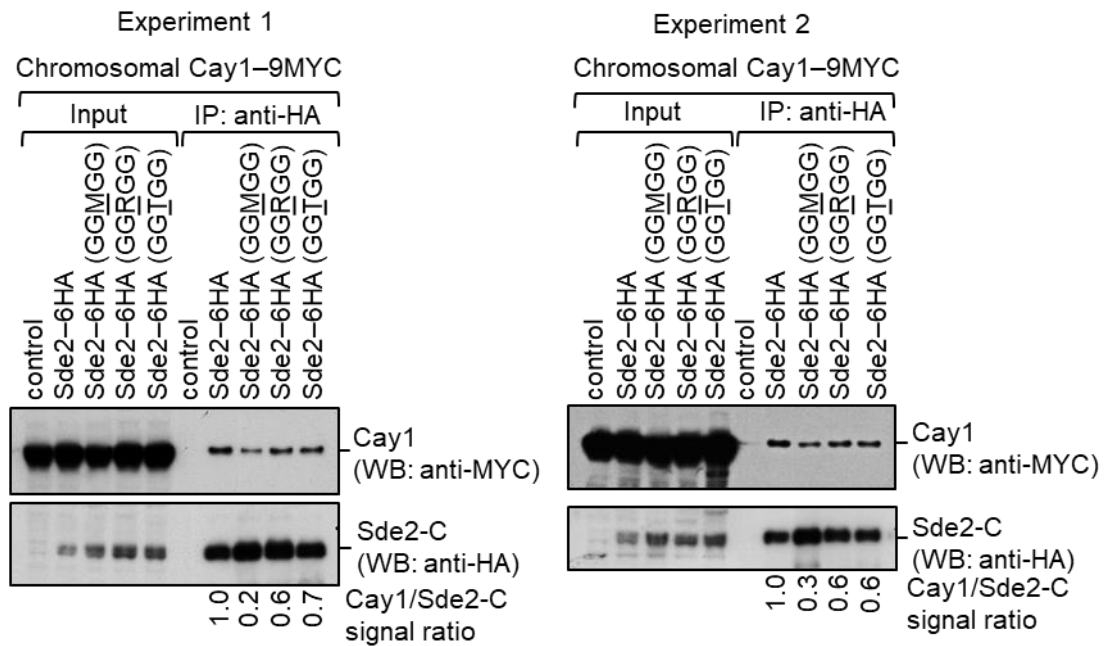 Experiment 1
Chromosomal Cay1–9MYC
Input
IP: anti-HA
control
Sde2–6HA
Sde2–6HA (GGMGG)
Sde2–6HA (GGRGG)
Sde2–6HA (GGTGG)
control
Sde2–6HA
Sde2–6HA (GGMGG)
Sde2–6HA (GGRGG)
Sde2–6HA (GGTGG)
Cay1
(WB: anti-MYC)
Sde2-C
(WB: anti-HA)
1.0
0.2
0.6
0.7
Cay1/Sde2-C
signal ratio
Experiment 2
Chromosomal Cay1–9MYC
Input
IP: anti-HA
control
Sde2–6HA
Sde2–6HA (GGMGG)
Sde2–6HA (GGRGG)
Sde2–6HA (GGTGG)
control
Sde2–6HA
Sde2–6HA (GGMGG)
Sde2–6HA (GGRGG)
Sde2–6HA (GGTGG)
Cay1
(WB: anti-MYC)
Sde2-C
(WB: anti-HA)
1.0
0.3
0.6
0.6
Cay1/Sde2-C
signal ratio